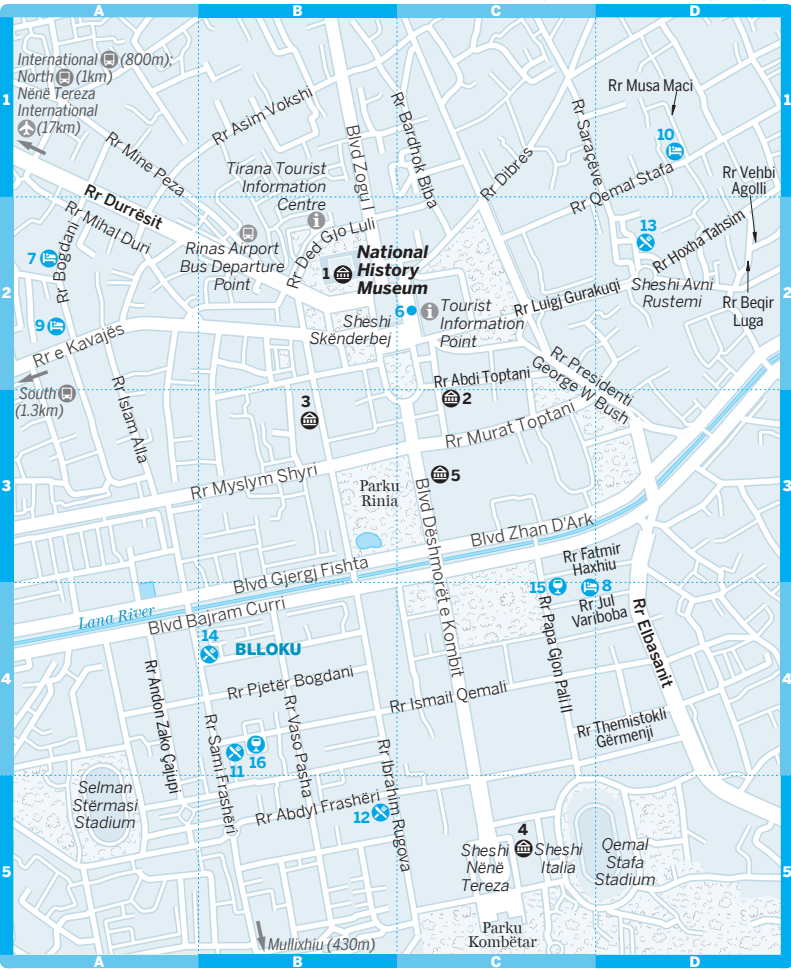 A
B
C
D
1
1
International (800m);
North (1km)
Nënë Tereza
International
(17km)
Rr Mine Peza
Rr Asim Vokshi
Blvd Zogu I
Rr Bardhok Biba
Rr Dibrës
Rr Saraçëve
Rr Musa Maci
10
Rr Qemal Stafa
Rr Vehbi
Agolli
Tirana Tourist
Information
Centre
Rr Durrësit
Rr Mihal Duri
Rr Ded Gjo Luli
Rinas Airport
Bus Departure
Point
7
Rr Bogdani
13
Rr Hoxha Tahsim
1
National
History
Museum
2
2
Sheshi Avni
Rustemi
Rr Luigj Gurakuqi
Rr Beqir
Luga
9
6
Tourist
Information
Point
Sheshi
Skënderbej
Rr e Kavajës
South
(1.3km)
Rr Islam Alla
Rr Abdi Toptani
Rr Presidenti
George W Bush
3
2
Rr Murat Toptani
Rr Myslym Shyri
5
3
3
Parku
Rinia
Blvd Dëshmorët e Kombit
Blvd Zhan D'Ark
Blvd Gjergj Fishta
Rr Fatmir
Haxhiu
15
8
Lana River
Blvd Bajram Curri
Rr Jul
Variboba
Rr Elbasanit
Rr Papa Gjon Pali II
14
BLLOKU
4
4
Rr Andon Zako Çajupi
Rr Pjetër Bogdani
Rr Ismail Qemali
Rr Sami Frashëri
Rr Vaso Pasha
Rr Themistokli
Gërmenji
11
16
Rr Ibrahim Rugova
Selman
Stërmasi
Stadium
Rr Abdyl Frashëri
12
4
Sheshi
Nënë
Tereza
Sheshi
Italia
Qemal
Stafa
Stadium
5
5
Mullixhiu (430m)
Parku
Kombëtar
A
B
C
D